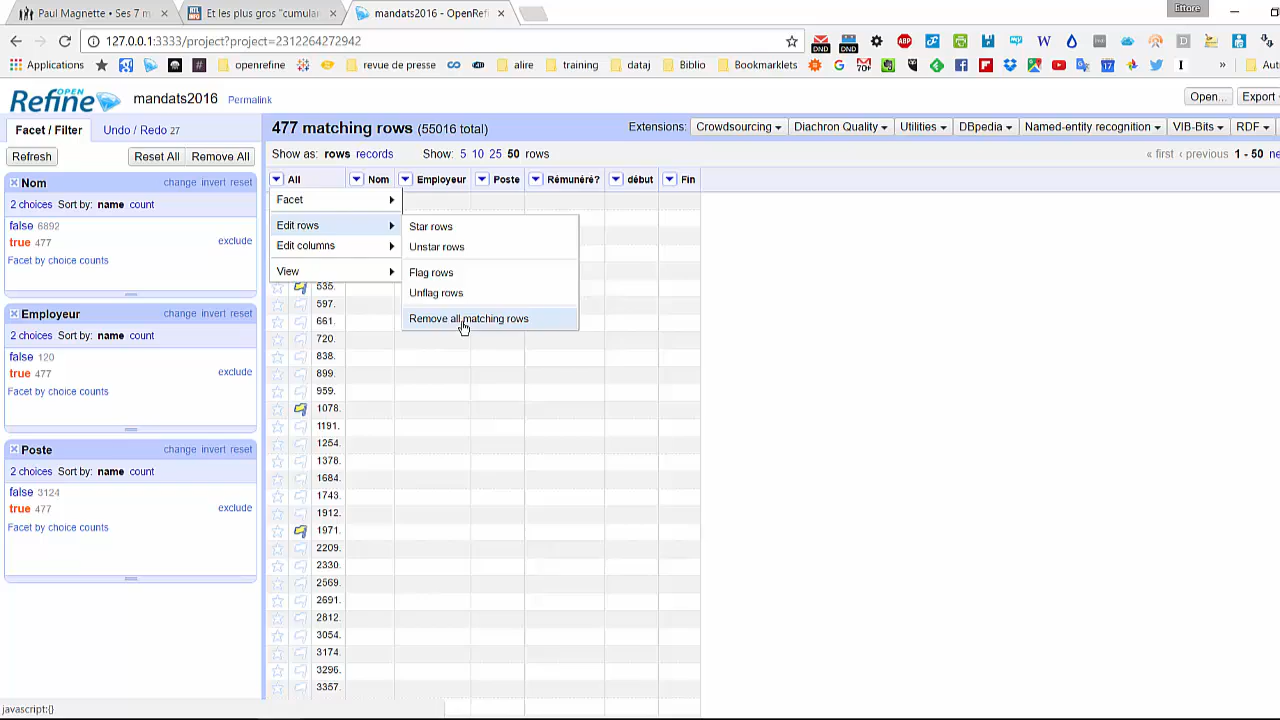 Paul Magnette • Ses 7 m
Et les plus gros "cumular
mandats2016 - OpenRefi
Ettore
127.0.0.1:3333/project?project=2312264272942
Applications
openrefine
revue de presse
alire
training
dataj
Biblio
Bookmarklets
»
OPEN
Refine
mandats2016
Permalink
Open...
Export
Facet / Filter
Undo / Redo 27
477 matching rows (55016 total)
Extensions:
Crowdsourcing
Diachron Quality
Utilities
DBpedia
Named-entity recognition
VIB-Bits
RDF
Refresh
Reset All
Remove All
Show as: rows records
Show: 5 10 25 50 rows
« first ‹ previous 1 - 50 ne
Nom
change invert reset
2 choices Sort by: name count
false 6892
true 477
exclude
Facet by choice counts
Employeur
change invert reset
2 choices Sort by: name count
false 120
true 477
exclude
Facet by choice counts
Poste
change invert reset
2 choices Sort by: name count
false 3124
true 477
exclude
Facet by choice counts
All
Nom
Employeur
Poste
Rémunéré?
début
Fin
Facet
Edit rows
Edit columns
View
Star rows
Unstar rows
Flag rows
Unflag rows
Remove all matching rows
535.
597.
661.
720.
838.
899.
959.
1078.
1191.
1254.
1378.
1684.
1743.
1912.
1971.
2209.
2330.
2569.
2691.
2812.
3054.
3174.
3296.
3357.
javascript:{}